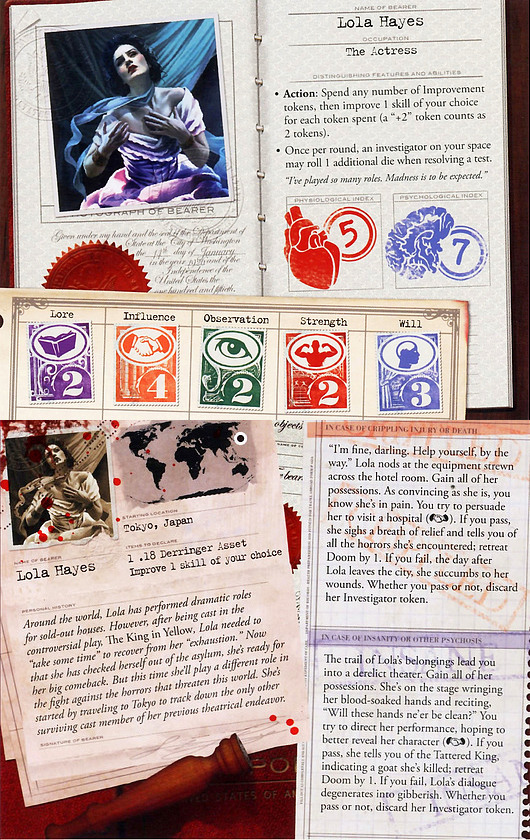 NAME OF BEARER
Lola Hayes
OCCUPATION
The Actress
DISTINGUISHING FEATURES AND ABILITIES
• Action: Spend any number of Improvement
tokens, then improve 1 skill of your choice
for each token spent (a “+2” token counts as
2 tokens).
• Once per round, an investigator on your space
may roll 1 additional die when resolving a test.
“I’ve played so many roles. Madness is to be expected.”
PHYSICAL INDEX
5
PSYCHOLOGICAL INDEX
7
PHOTOGRAPH OF BEARER
Given under my hand and the seal of the Department of
State at the City of Washington
the 14th day of January
in the year
Independence of the
United States the
one hundred and fiftieth.
Lore
Influence
Observation
Strength
Will
2
4
2
2
3
STARTING LOCATION
Tokyo, Japan
ITEMS TO DECLARE
1 .18 Derringer Asset
Improve 1 skill of your choice
NAME OF BEARER
Lola Hayes
PERSONAL HISTORY
Around the world, Lola has performed dramatic roles
for sold-out houses. However, after being cast in the
controversial play, The King in Yellow, Lola needed to
“take some time” to recover from her “exhaustion.” Now
that she has checked herself out of the asylum, she’s ready for
her big comeback. But this time she’ll play a different role in
the fight against the horrors that threaten this world. She’s
started by traveling to Tokyo to track down the only other
surviving cast member of her previous theatrical endeavor.
SIGNATURE OF BEARER
IN CASE OF CRIPPLING INJURY OR DEATH
“I’m fine, darling. Help yourself, by the
way.” Lola nods at the equipment strewn
across the hotel room. Gain all of her
possessions. As convincing as she is, you
know she’s in pain. You try to persuade
her to visit a hospital ( ). If you pass,
she sighs a breath of relief and tells you of
all the horrors she’s encountered; retreat
Doom by 1. If you fail, the day after
Lola leaves the city, she succumbs to her
wounds. Whether you pass or not, discard
her Investigator token.
IN CASE OF INSANITY OR OTHER PSYCHOSIS
The trail of Lola’s belongings lead you
into a derelict theater. Gain all of her
possessions. She’s on the stage wringing
her blood-soaked hands and reciting,
“Will these hands ne’er be clean?” You
try to direct her performance, hoping to
better reveal her character ( ). If you
pass, she tells you of the Tattered King,
indicating a goat she’s killed; retreat
Doom by 1. If you fail, Lola’s dialogue
degenerates into gibberish. Whether you
pass or not, discard her Investigator token.